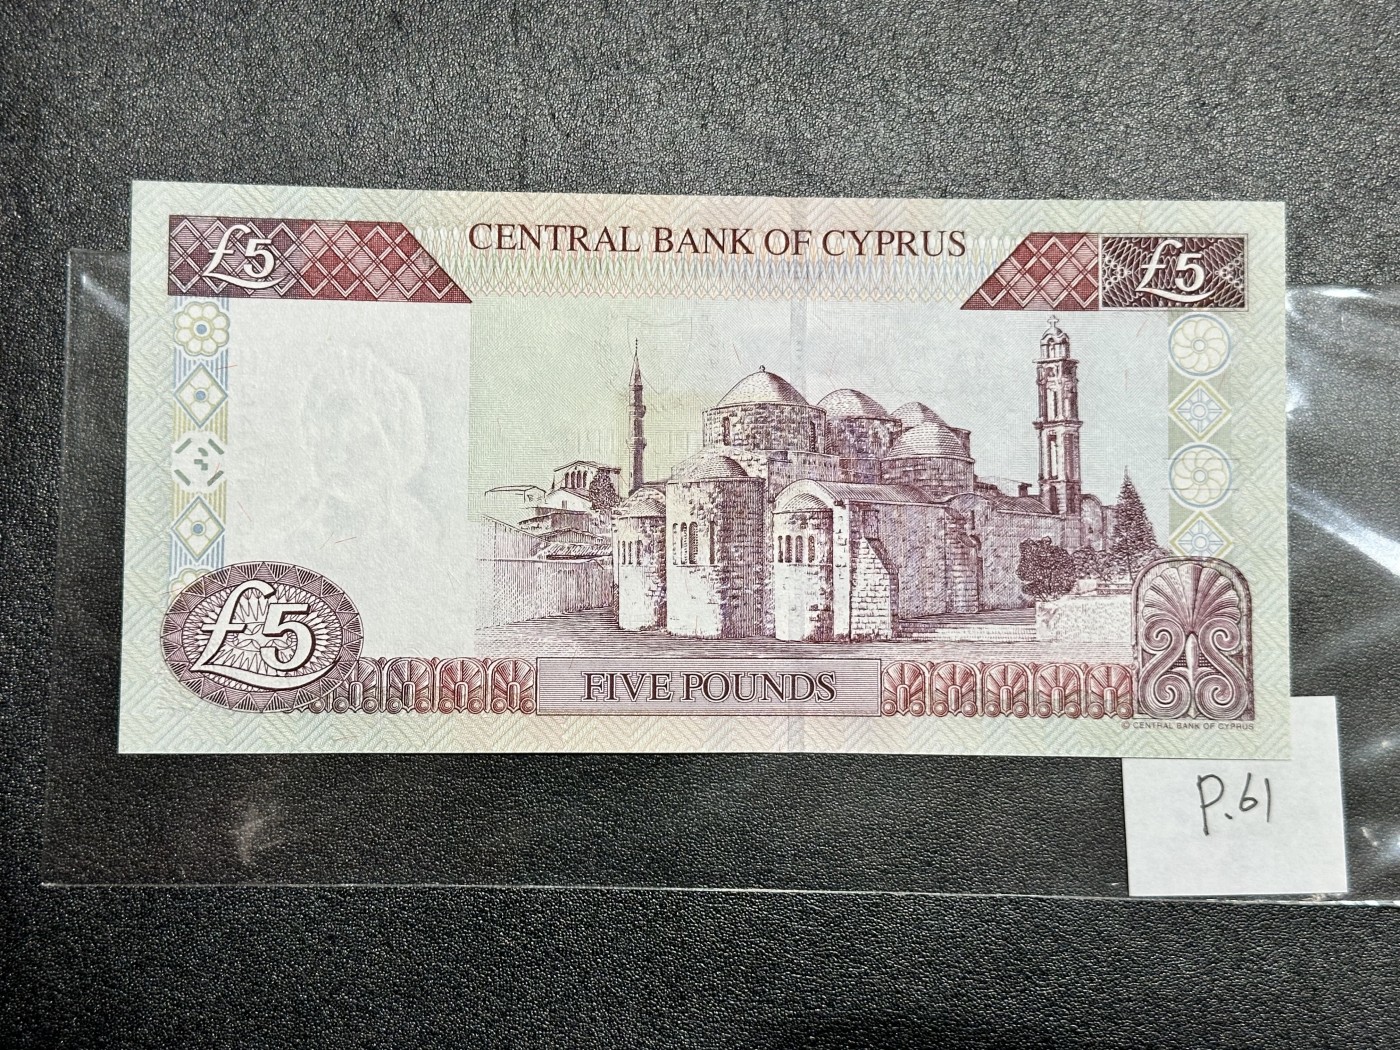 £5
CENTRAL BANK OF CYPRUS
£5
£5
FIVE POUNDS
© CENTRAL BANK OF CYPRUS
P.61